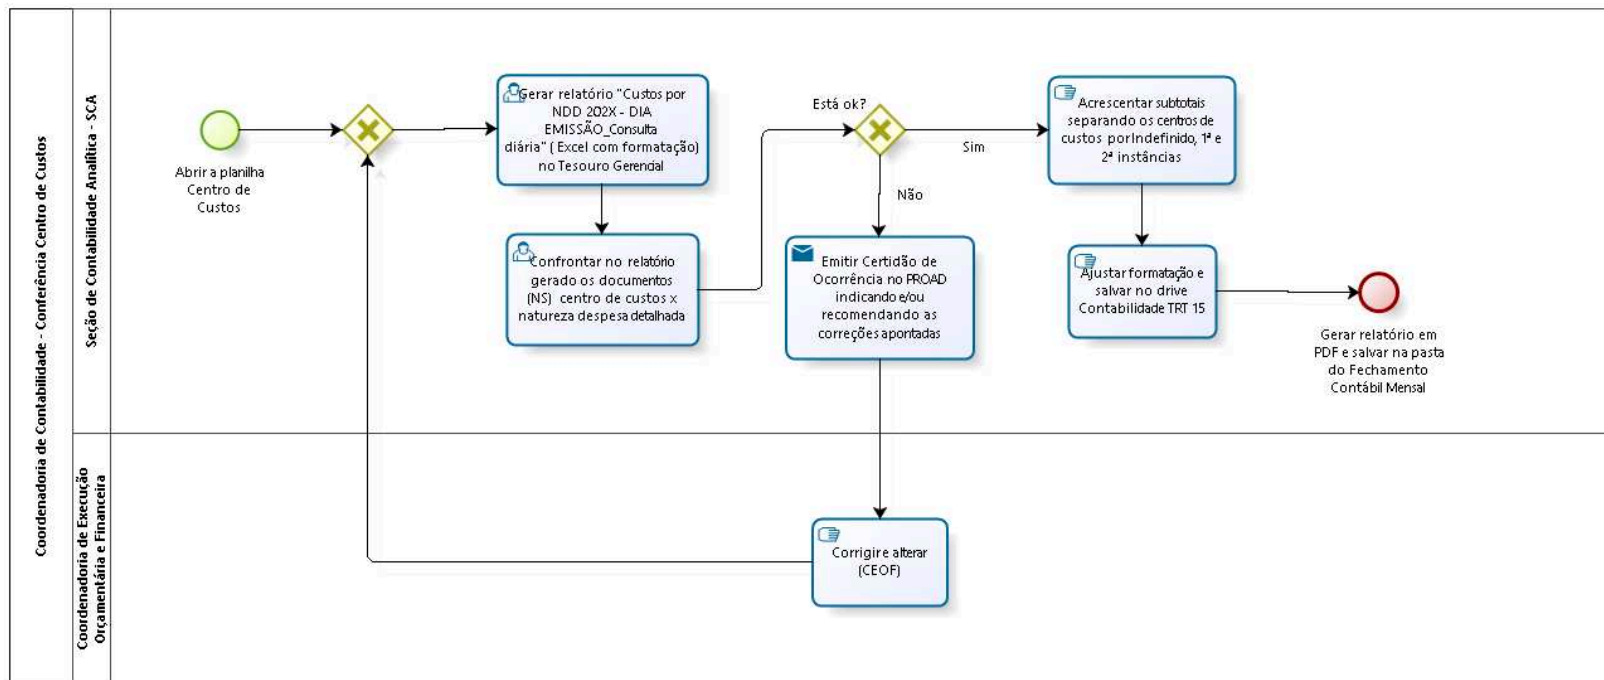 Coordenadoria de Contabilidade - Conferência Centro de Custos
Seção de Contabilidade Analítica - SCA
Abrir a planilha
Centro de
Custos
Gerar relatório "Custos por
NDD 202X - DIA
EMISSÃO_Consulta
diária" ( Excel com formatação)
no Tesouro Gerencial
Confrontar no relatório
gerado os documentos
(NS) centro de custos x
natureza despesa detalhada
Está ok?
Sim
Não
Emitir Certidão de
Ocorrência no PROAD
indicando e/ou
recomendando as
correções apontadas
Acrescentar subtotais
separando os centros de
custos por Indefinido, 1ª e
2ª instâncias
Ajustar formatação e
salvar no drive
Contabilidade TRT 15
Gerar relatório em
PDF e salvar na pasta
do Fechamento
Contábil Mensal
Coordenadoria de Execução
Orçamentária e Financeira
Corrigir e alterar
(CEOF)